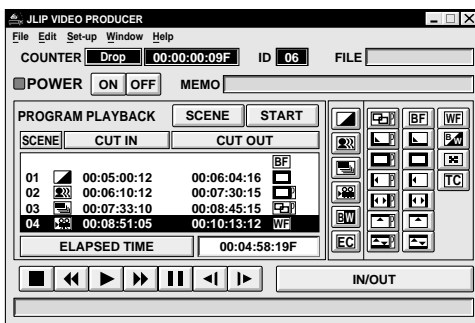 JLIP VIDEO PRODUCER
File Edit Set-up Window Help
COUNTER Drop 00:00:00:09F ID 06 FILE
POWER ON OFF MEMO
PROGRAM PLAYBACK SCENE START
SCENE CUT IN CUT OUT
BF
01 00:05:00:12 00:06:04:16
02 00:06:10:12 00:07:30:15 P
03 00:07:33:10 00:08:45:15 P
04 00:08:51:05 00:10:13:12 WF
ELAPSED TIME 00:04:58:19F
P BF WF
P B/W
P
BW P TC
EC P
IN/OUT